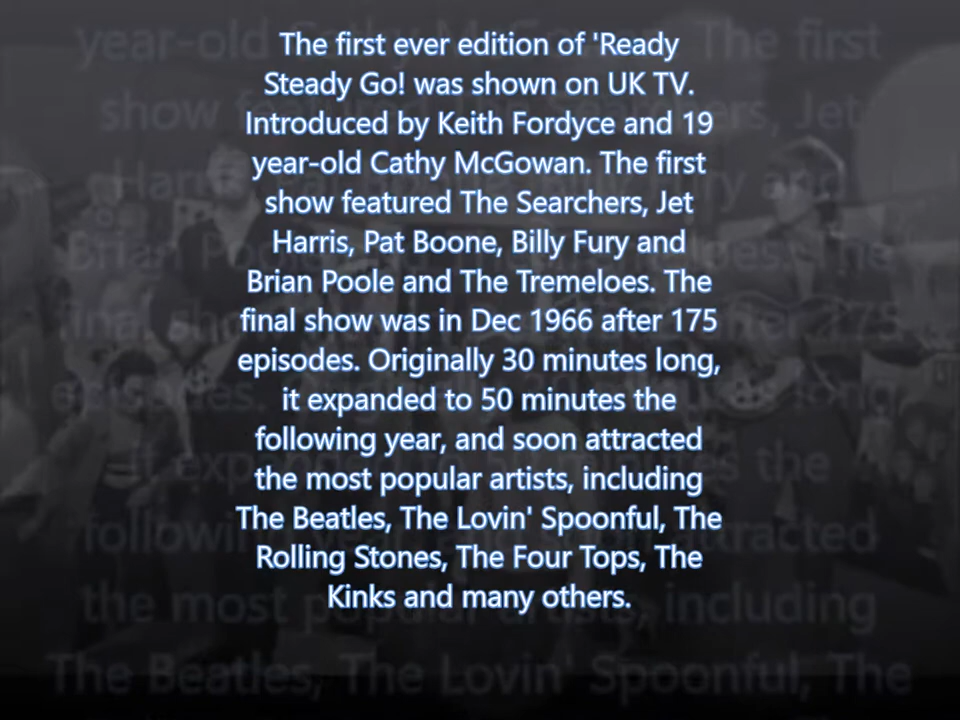 The first ever edition of 'Ready
Steady Go! was shown on UK TV.
Introduced by Keith Fordyce and 19
year-old Cathy McGowan. The first
show featured The Searchers, Jet
Harris, Pat Boone, Billy Fury and
Brian Poole and The Tremeloes. The
final show was in Dec 1966 after 175
episodes. Originally 30 minutes long,
it expanded to 50 minutes the
following year, and soon attracted
the most popular artists, including
The Beatles, The Lovin' Spoonful, The
Rolling Stones, The Four Tops, The
Kinks and many others.